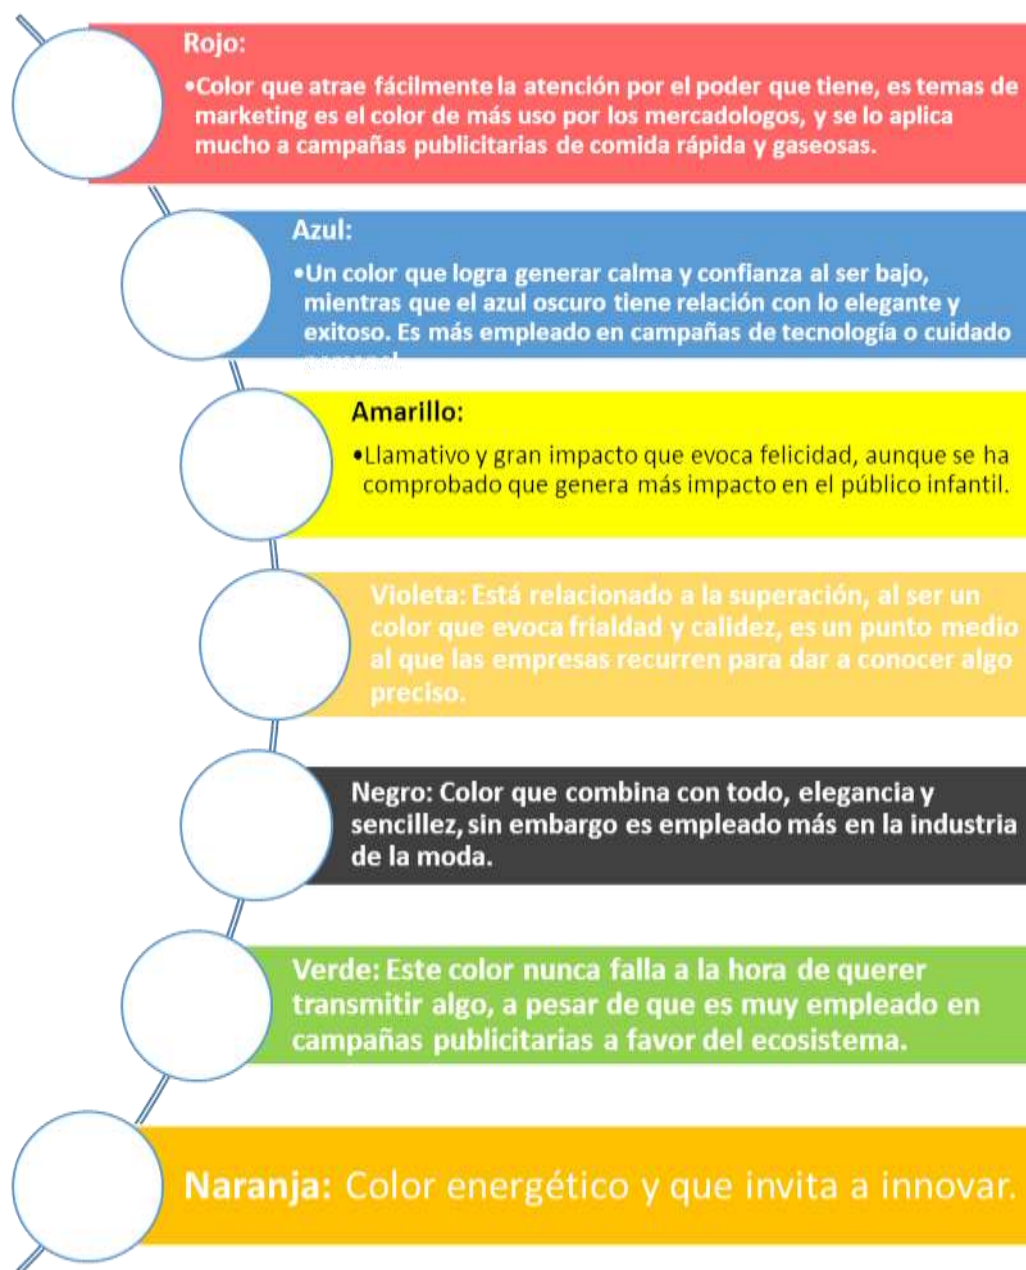 Rojo:
•Color que atrae fácilmente la atención por el poder que tiene, es temas de
marketing es el color de más uso por los mercadologos, y se lo aplica
mucho a campañas publicitarias de comida rápida y gaseosas.
Azul:
•Un color que logra generar calma y confianza al ser bajo,
mientras que el azul oscuro tiene relación con lo elegante y
exitoso. Es más empleado en campañas de tecnología o cuidado
Amarillo:
•Llamativo y gran impacto que evoca felicidad, aunque se ha
comprobado que genera más impacto en el público infantil.
Violeta: Está relacionado a la superación, al ser un
color que evoca frialdad y calidez, es un punto medio
al que las empresas recurren para dar a conocer algo
preciso.
Negro: Color que combina con todo, elegancia y
sencillez, sin embargo es empleado más en la industria
de la moda.
Verde: Este color nunca falla a la hora de querer
transmitir algo, a pesar de que es muy empleado en
campañas publicitarias a favor del ecosistema.
Naranja: Color energético y que invita a innovar.